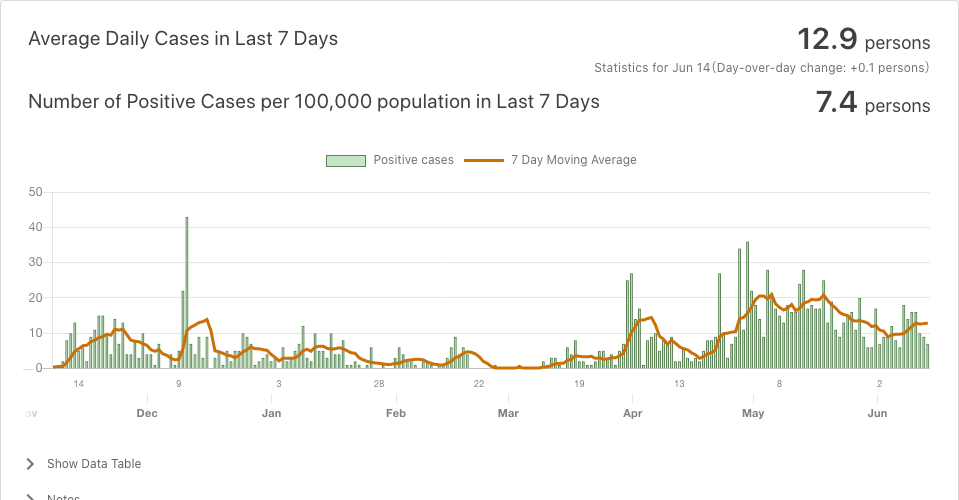 Average Daily Cases in Last 7 Days
12.9 persons
Statistics for Jun 14(Day-over-day change: +0.1 persons)
Number of Positive Cases per 100,000 population in Last 7 Days
7.4 persons
Positive cases 7 Day Moving Average
50
40
30
20
10
0
14 9 3 28 22 19 13 8 2
ov Dec Jan Feb Mar Apr May Jun
Show Data Table
Notes